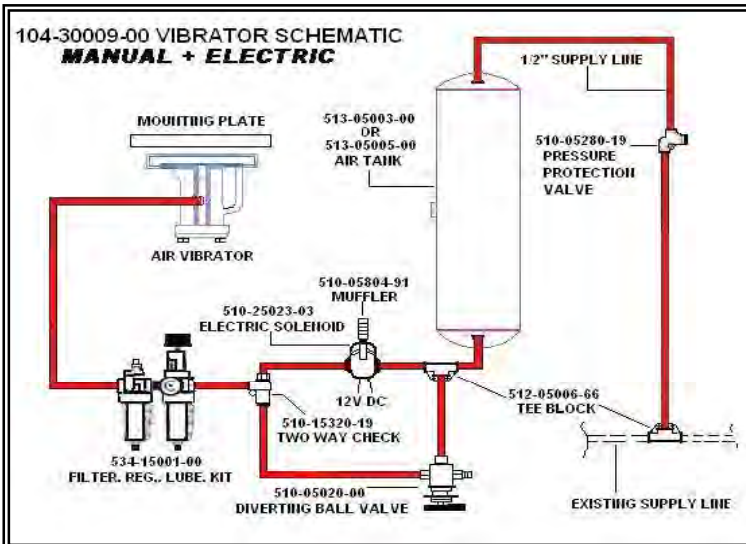 104-30009-00 VIBRATOR SCHEMATIC
MANUAL + ELECTRIC
1/2" SUPPLY LINE
MOUNTING PLATE
513-05003-00
OR
513-05005-00
AIR TANK
510-05280-19
PRESSURE
PROTECTION
VALVE
AIR VIBRATOR
510-05804-91
MUFFLER
510-25023-03
ELECTRIC SOLENOID
12V DC
510-15320-19
TWO WAY CHECK
512-05006-66
TEE BLOCK
534-15001-00
FILTER. REG.. LUBE. KIT
510-05020-00
DIVERTING BALL VALVE
EXISTING SUPPLY LINE